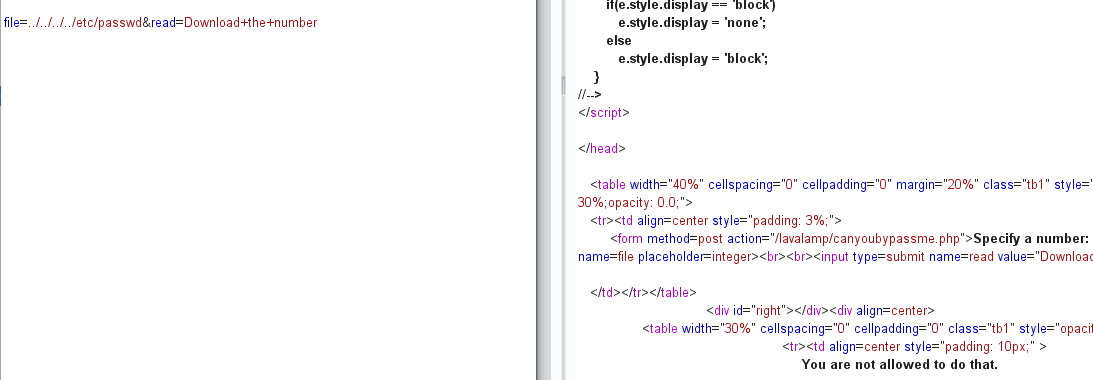 file=../../../../etc/passwd&read=Download+the+number
if(e.style.display == 'block')
e.style.display = 'none';
else
e.style.display = 'block';
}
//-->
</script>
</head>
<table width="40%" cellspacing="0" cellpadding="0" margin="20%" class="tb1" style="
30%;opacity: 0.0;">
<tr><td align=center style="padding: 3%;">
<form method=post action="/lavalamp/canyoubypassme.php">Specify a number:
name=file placeholder=integer><br><br><input type=submit name=read value="Download
</td></tr></table>
<div id="right"></div><div align=center>
<table width="30%" cellspacing="0" cellpadding="0" class="tb1" style="opacit
<tr><td align=center style="padding: 10px;" >
You are not allowed to do that.